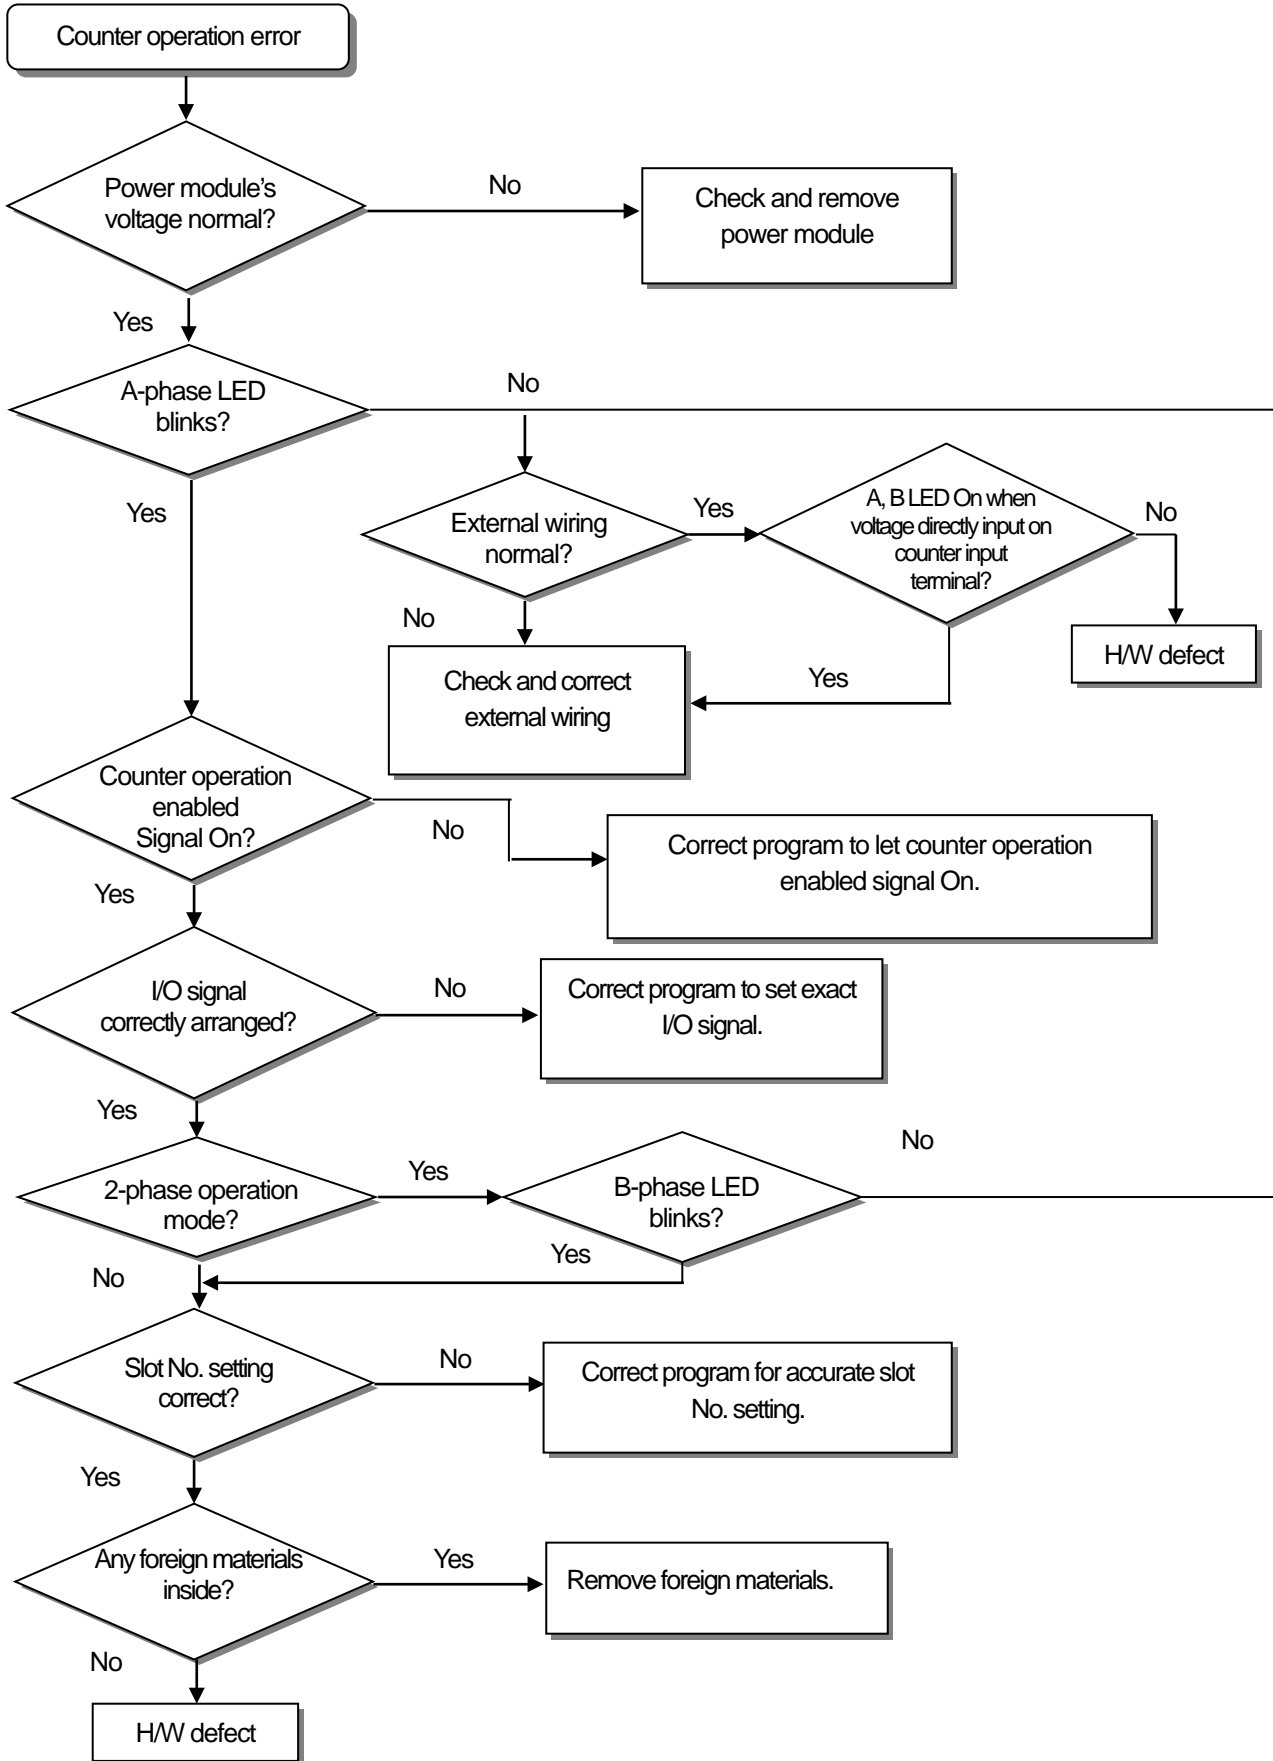 Counter operation error
Power module's
voltage normal?
No
Check and remove
power module
Yes
A-phase LED
blinks?
No
Yes
External wiring
normal?
Yes
A, B LED On when
voltage directly input on
counter input
terminal?
No
No
H/W defect
Check and correct
external wiring
Yes
Counter operation
enabled
Signal On?
No
Correct program to let counter operation
enabled signal On.
Yes
I/O signal
correctly arranged?
No
Correct program to set exact
I/O signal.
Yes
2-phase operation
mode?
Yes
B-phase LED
blinks?
No
Yes
No
Slot No. setting
correct?
No
Correct program for accurate slot
No. setting.
Yes
Any foreign materials
inside?
Yes
Remove foreign materials.
No
H/W defect